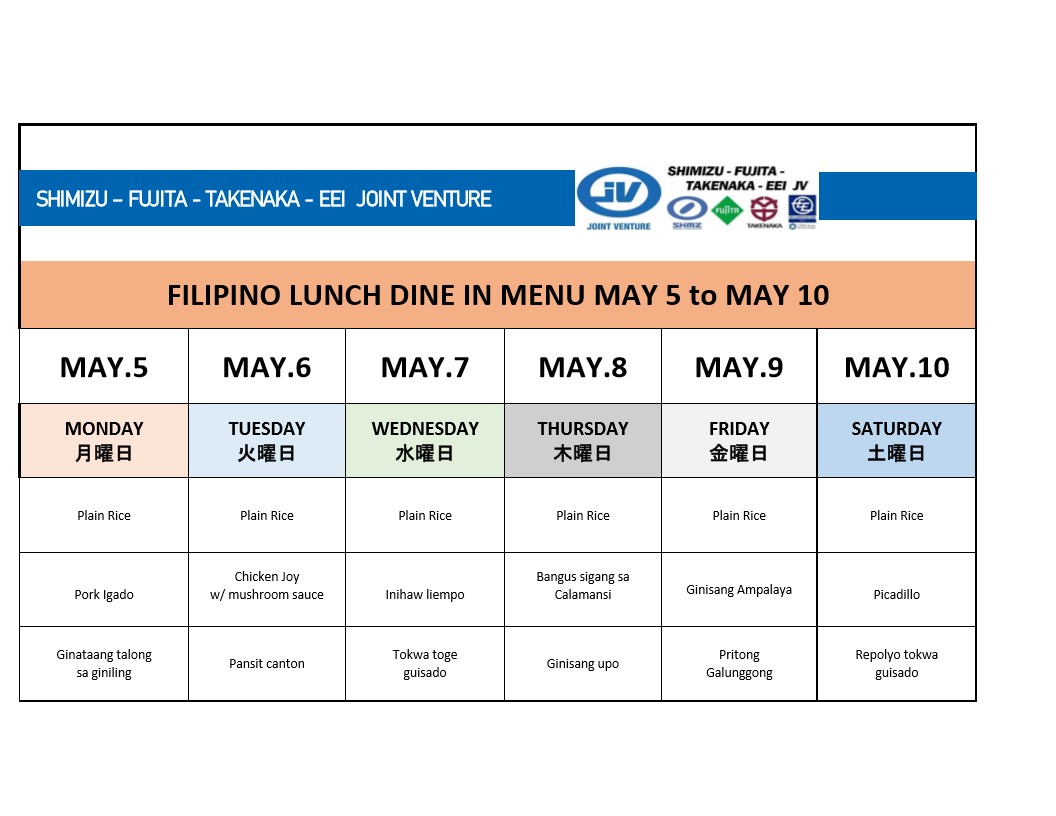 SHIMIZU – FUJITA - TAKENAKA - EEI JOINT VENTURE
JV
JOINT VENTURE
SHIMIZU - FUJITA -
TAKENAKA - EEI JV
SHMZ
FUJITA
TAKENAKA
FILIPINO LUNCH DINE IN MENU MAY 5 to MAY 10
MAY.5
MAY.6
MAY.7
MAY.8
MAY.9
MAY.10
MONDAY
月曜日
TUESDAY
火曜日
WEDNESDAY
水曜日
THURSDAY
木曜日
FRIDAY
金曜日
SATURDAY
土曜日
Plain Rice
Plain Rice
Plain Rice
Plain Rice
Plain Rice
Plain Rice
Pork Igado
Chicken Joy
w/ mushroom sauce
Inihaw liempo
Bangus sigang sa
Calamansi
Ginisang Ampalaya
Picadillo
Ginataang talong
sa giniling
Pansit canton
Tokwa toge
guisado
Ginisang upo
Pritong
Galunggong
Repolyo tokwa
guisado